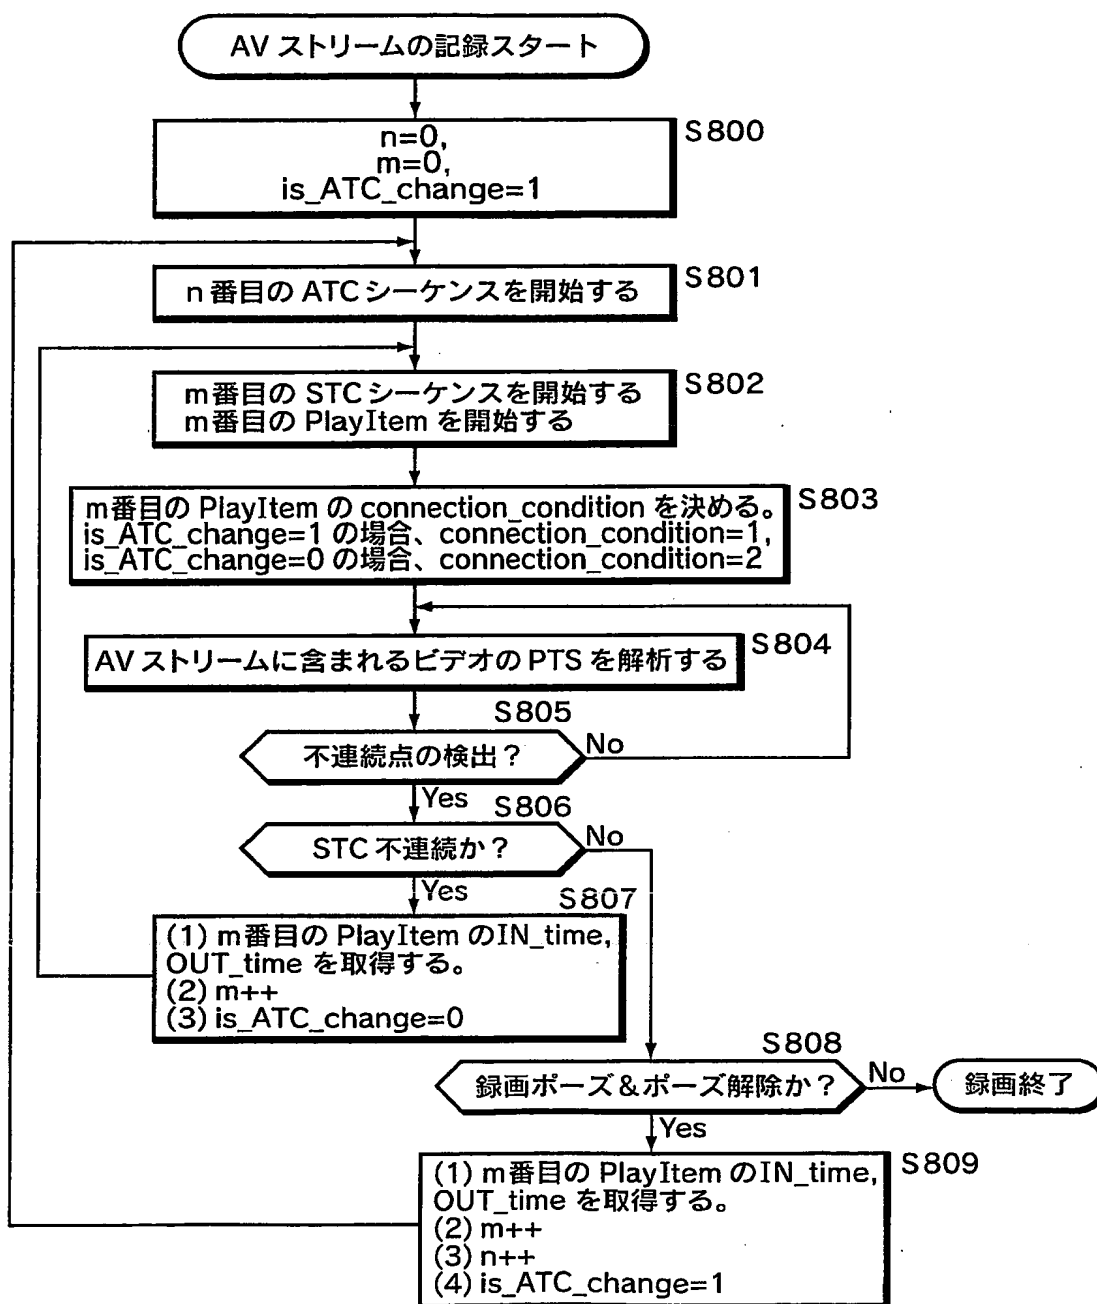 AV ストリームの記録スタート
S800
n=0,
m=0,
is_ATC_change=1
S801
n番目の ATCシーケンスを開始する
S802
m番目の STCシーケンスを開始する
m番目の PlayItem を開始する
S803
m番目の PlayItem の connection_condition を決める。
is_ATC_change=1 の場合、connection_condition=1,
is_ATC_change=0 の場合、connection_condition=2
S804
AV ストリームに含まれるビデオの PTS を解析する
S805
不連続点の検出?
No
Yes
S806
STC 不連続か?
No
Yes
S807
(1) m番目の PlayItem のIN_time,
OUT_time を取得する。
(2) m++
(3) is_ATC_change=0
S808
録画ポーズ&ポーズ解除か?
No
録画終了
Yes
S809
(1) m番目の PlayItem のIN_time,
OUT_time を取得する。
(2) m++
(3) n++
(4) is_ATC_change=1